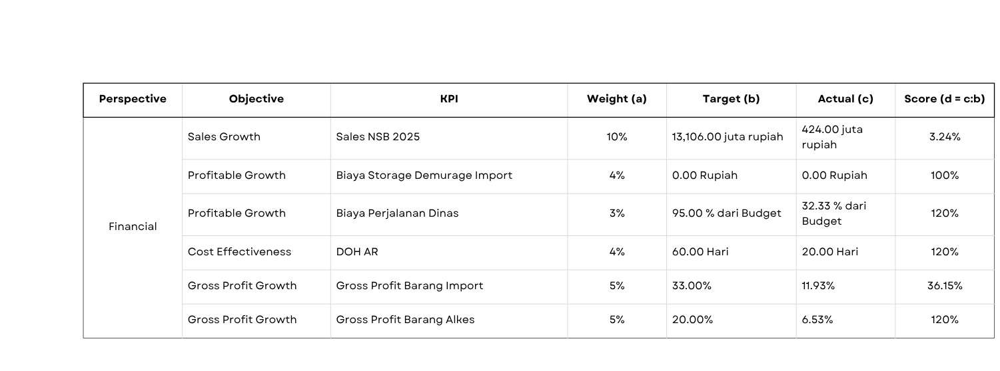 Perspective Objective KPI Weight (a) Target (b) Actual (c) Score (d = c:b)
Financial
Sales Growth Sales NSB 2025 10% 13,106.00 juta rupiah 424.00 juta rupiah 3.24%
Profitable Growth Biaya Storage Demurage Import 4% 0.00 Rupiah 0.00 Rupiah 100%
Profitable Growth Biaya Perjalanan Dinas 3% 95.00 % dari Budget 32.33 % dari Budget 120%
Cost Effectiveness DOH AR 4% 60.00 Hari 20.00 Hari 120%
Gross Profit Growth Gross Profit Barang Import 5% 33.00% 11.93% 36.15%
Gross Profit Growth Gross Profit Barang Alkes 5% 20.00% 6.53% 120%